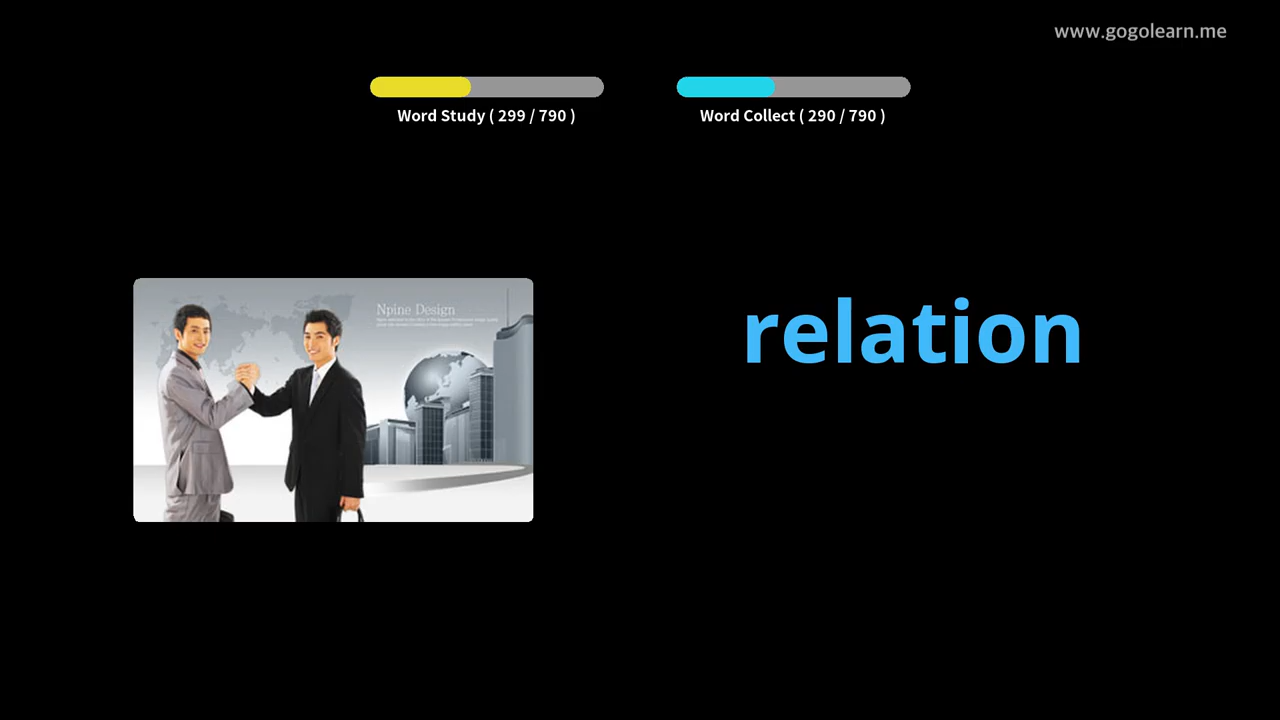 www.gogolearn.me
Word Study ( 299 / 790 )
Word Collect ( 290 / 790 )
Npine Design
relation